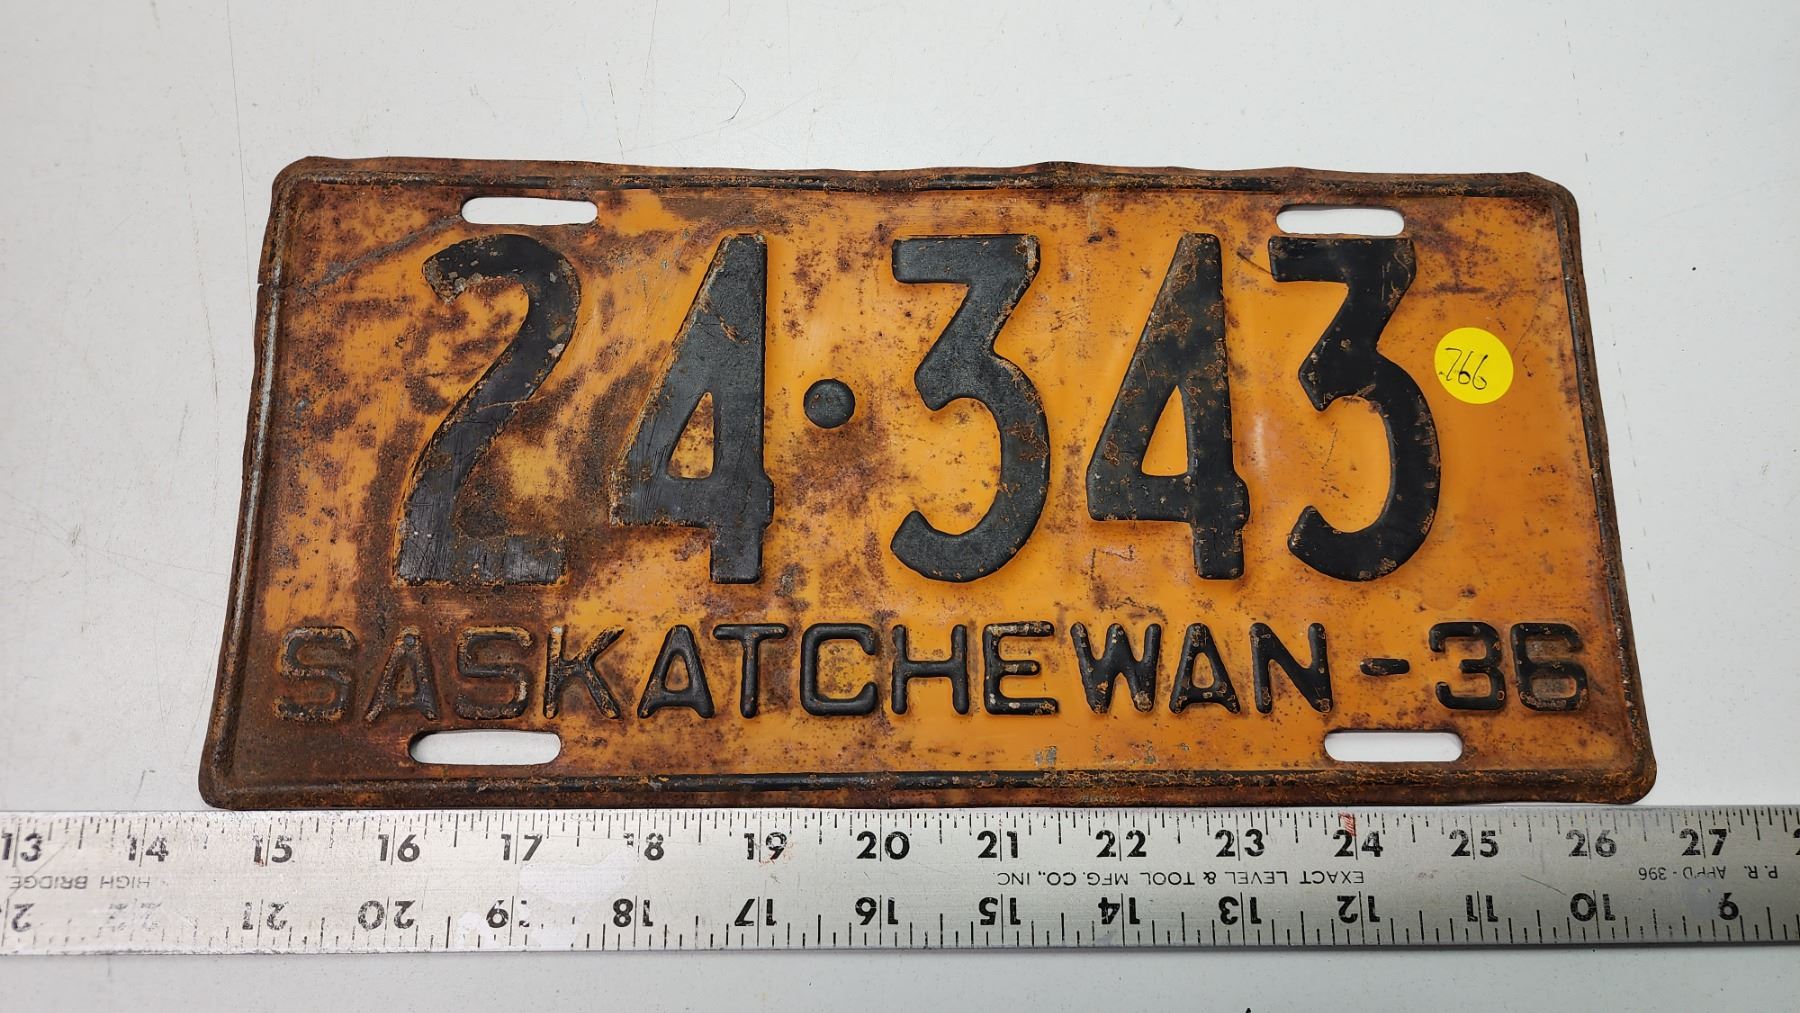 24·343
766
SASKATCHEWAN-36
13 14 15 16 17 18 19 20 21 22 23 24 25 26 27
HIGH BRIDGE EXACT LEVEL & TOOL MFG. CO., INC. P. R. APPD-396
21 20 19 18 17 16 15 14 13 12 11 10 9